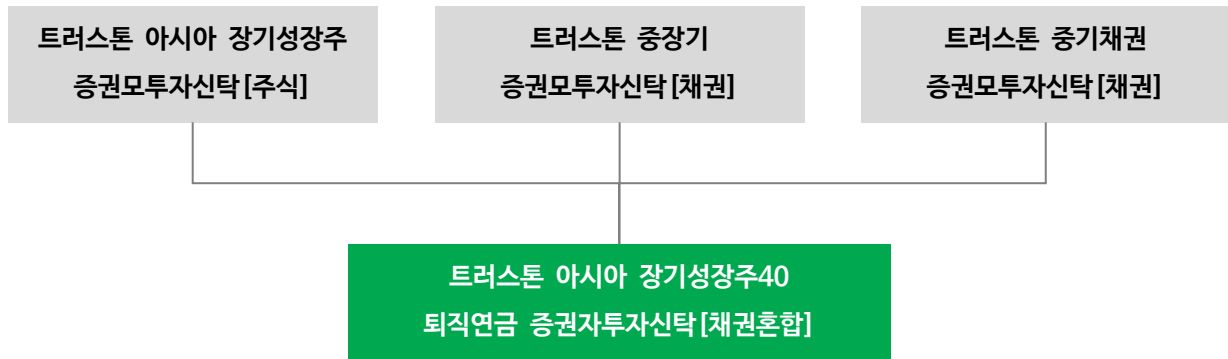 트러스톤 아시아 장기성장주
증권모투자신탁[주식]
트러스톤 중장기
증권모투자신탁[채권]
트러스톤 중기채권
증권모투자신탁[채권]
트러스톤 아시아 장기성장주40
퇴직연금 증권자투자신탁[채권혼합]